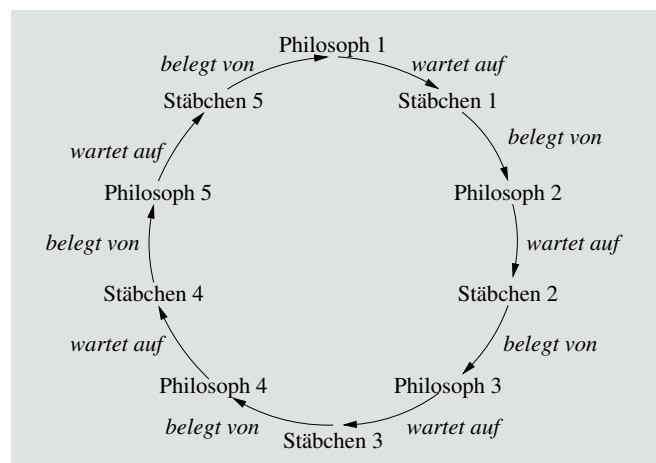 Philosoph 1
wartet auf
Stäbchen 1
belegt von
Philosoph 2
wartet auf
Stäbchen 2
belegt von
Philosoph 3
wartet auf
Stäbchen 3
belegt von
Philosoph 4
wartet auf
Stäbchen 4
belegt von
Philosoph 5
wartet auf
Stäbchen 5
belegt von